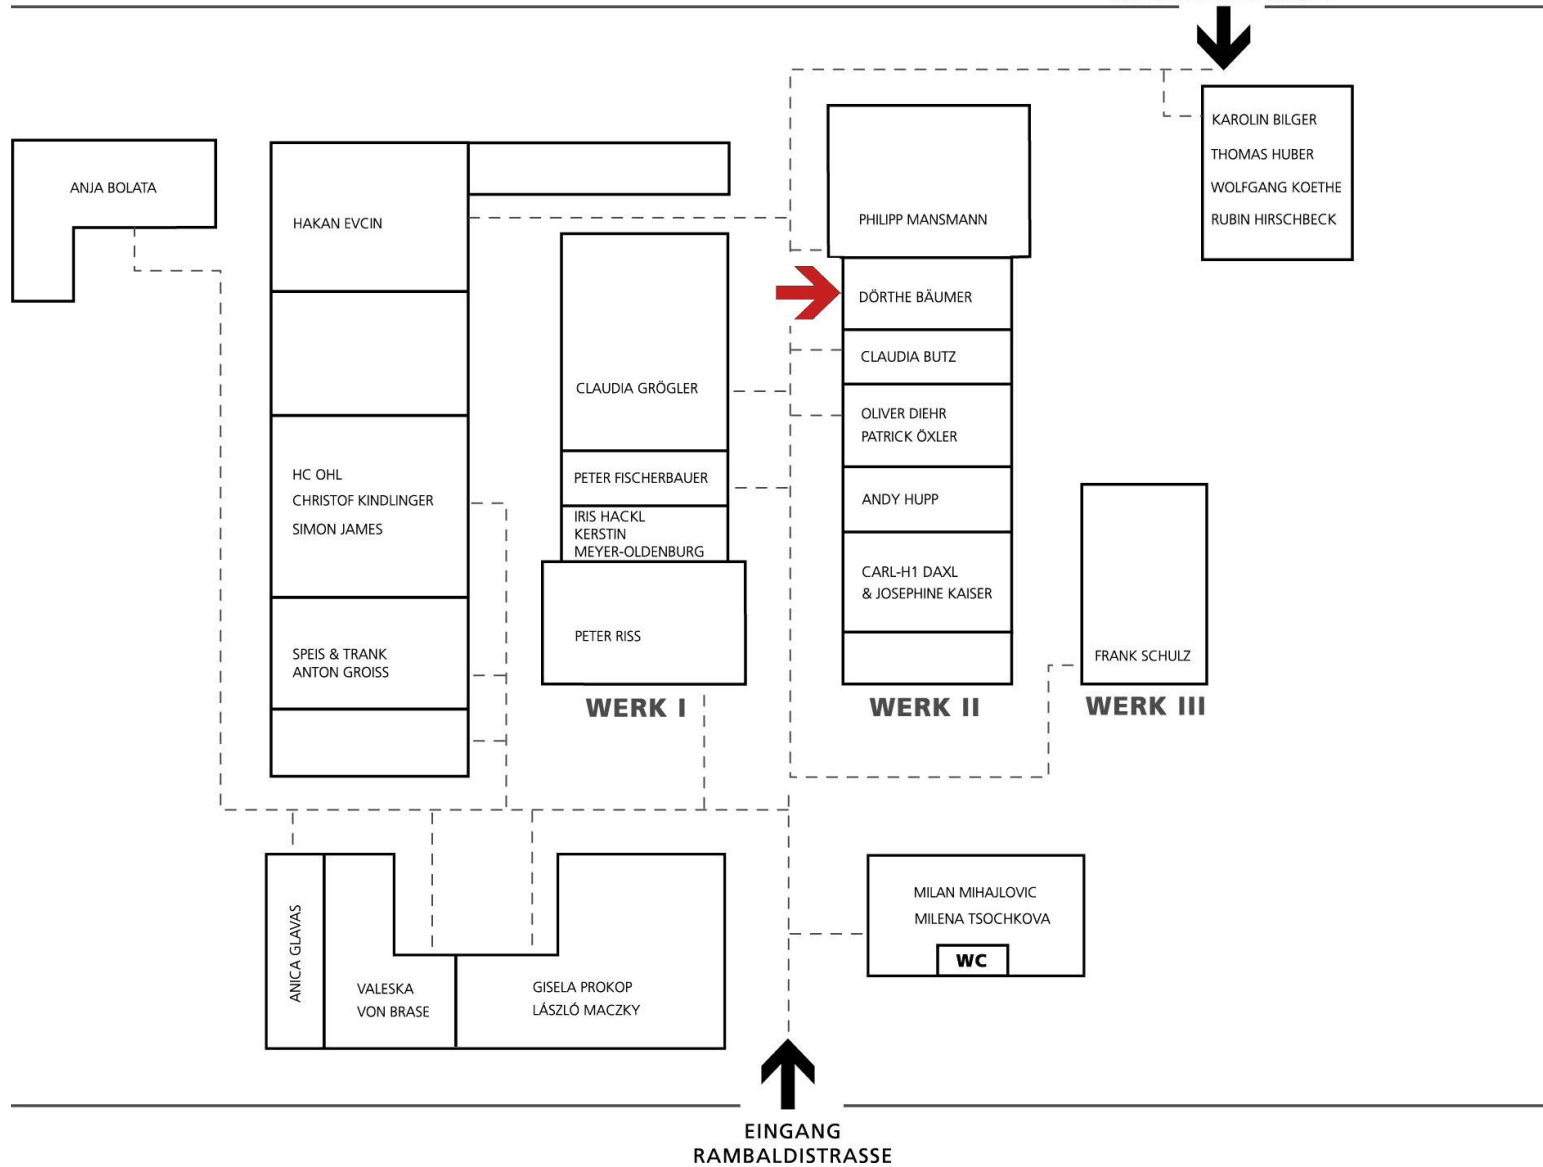 KAROLIN BILGER
THOMAS HUBER
WOLFGANG KOETHE
RUBIN HIRSCHBECK
ANJA BOLATA
HAKAN EVCIN
PHILIPP MANSMANN
DÖRTHE BÄUMER
CLAUDIA BUTZ
CLAUDIA GRÖGLER
OLIVER DIEHR
PATRICK ÖXLER
HC OHL
CHRISTOF KINDLINGER
SIMON JAMES
PETER FISCHERBAUER
ANDY HUPP
IRIS HACKL
KERSTIN
MEYER-OLDENBURG
CARL-H1 DAXL
& JOSEPHINE KAISER
PETER RISS
SPEIS & TRANK
ANTON GROISS
FRANK SCHULZ
WERK I
WERK II
WERK III
ANICA GLAVAS
VALESKA
VON BRASE
GISELA PROKOP
LÁSZLÓ MACZKY
MILAN MIHAJLOVIC
MILENA TSOCHKOVA
WC
EINGANG
RAMBALDISTRASSE